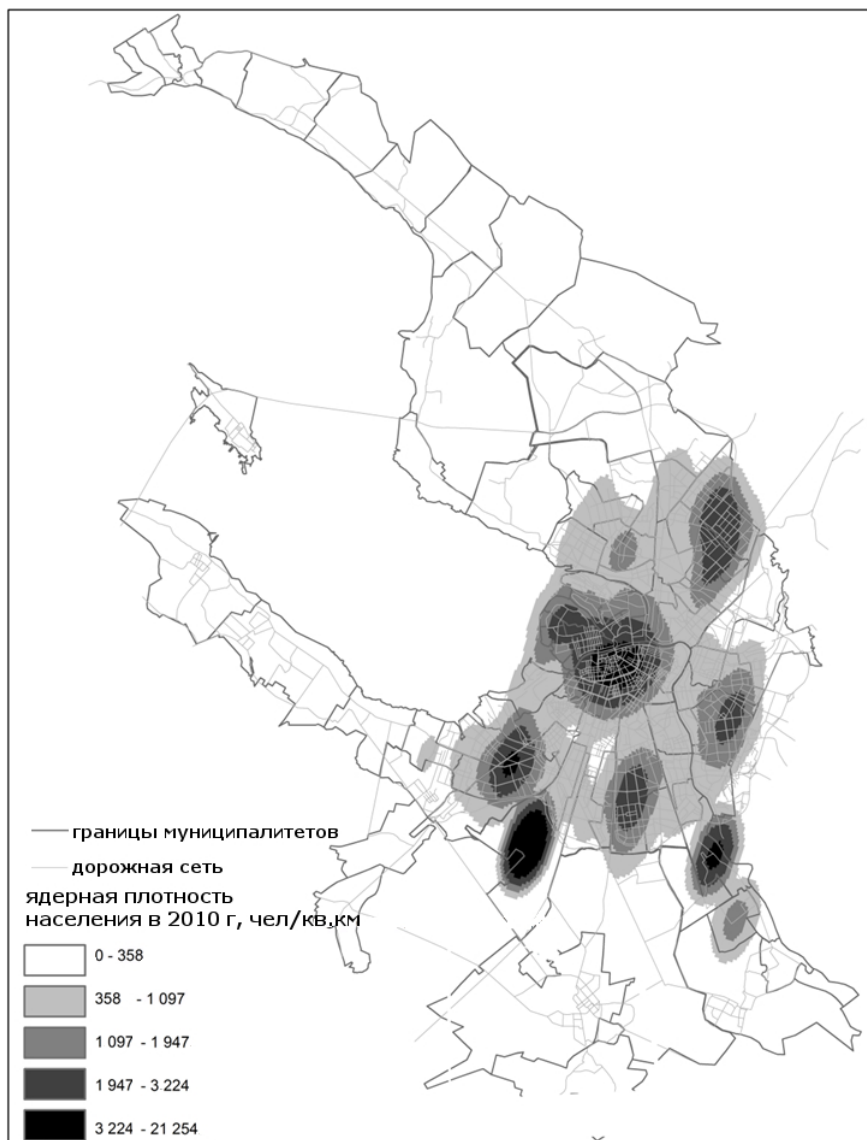 границы муниципалитетов
дорожная сеть
ядерная плотность
населения в 2010 г, чел/кв.км
0 - 358
358 - 1 097
1 097 - 1 947
1 947 - 3 224
3 224 - 21 254